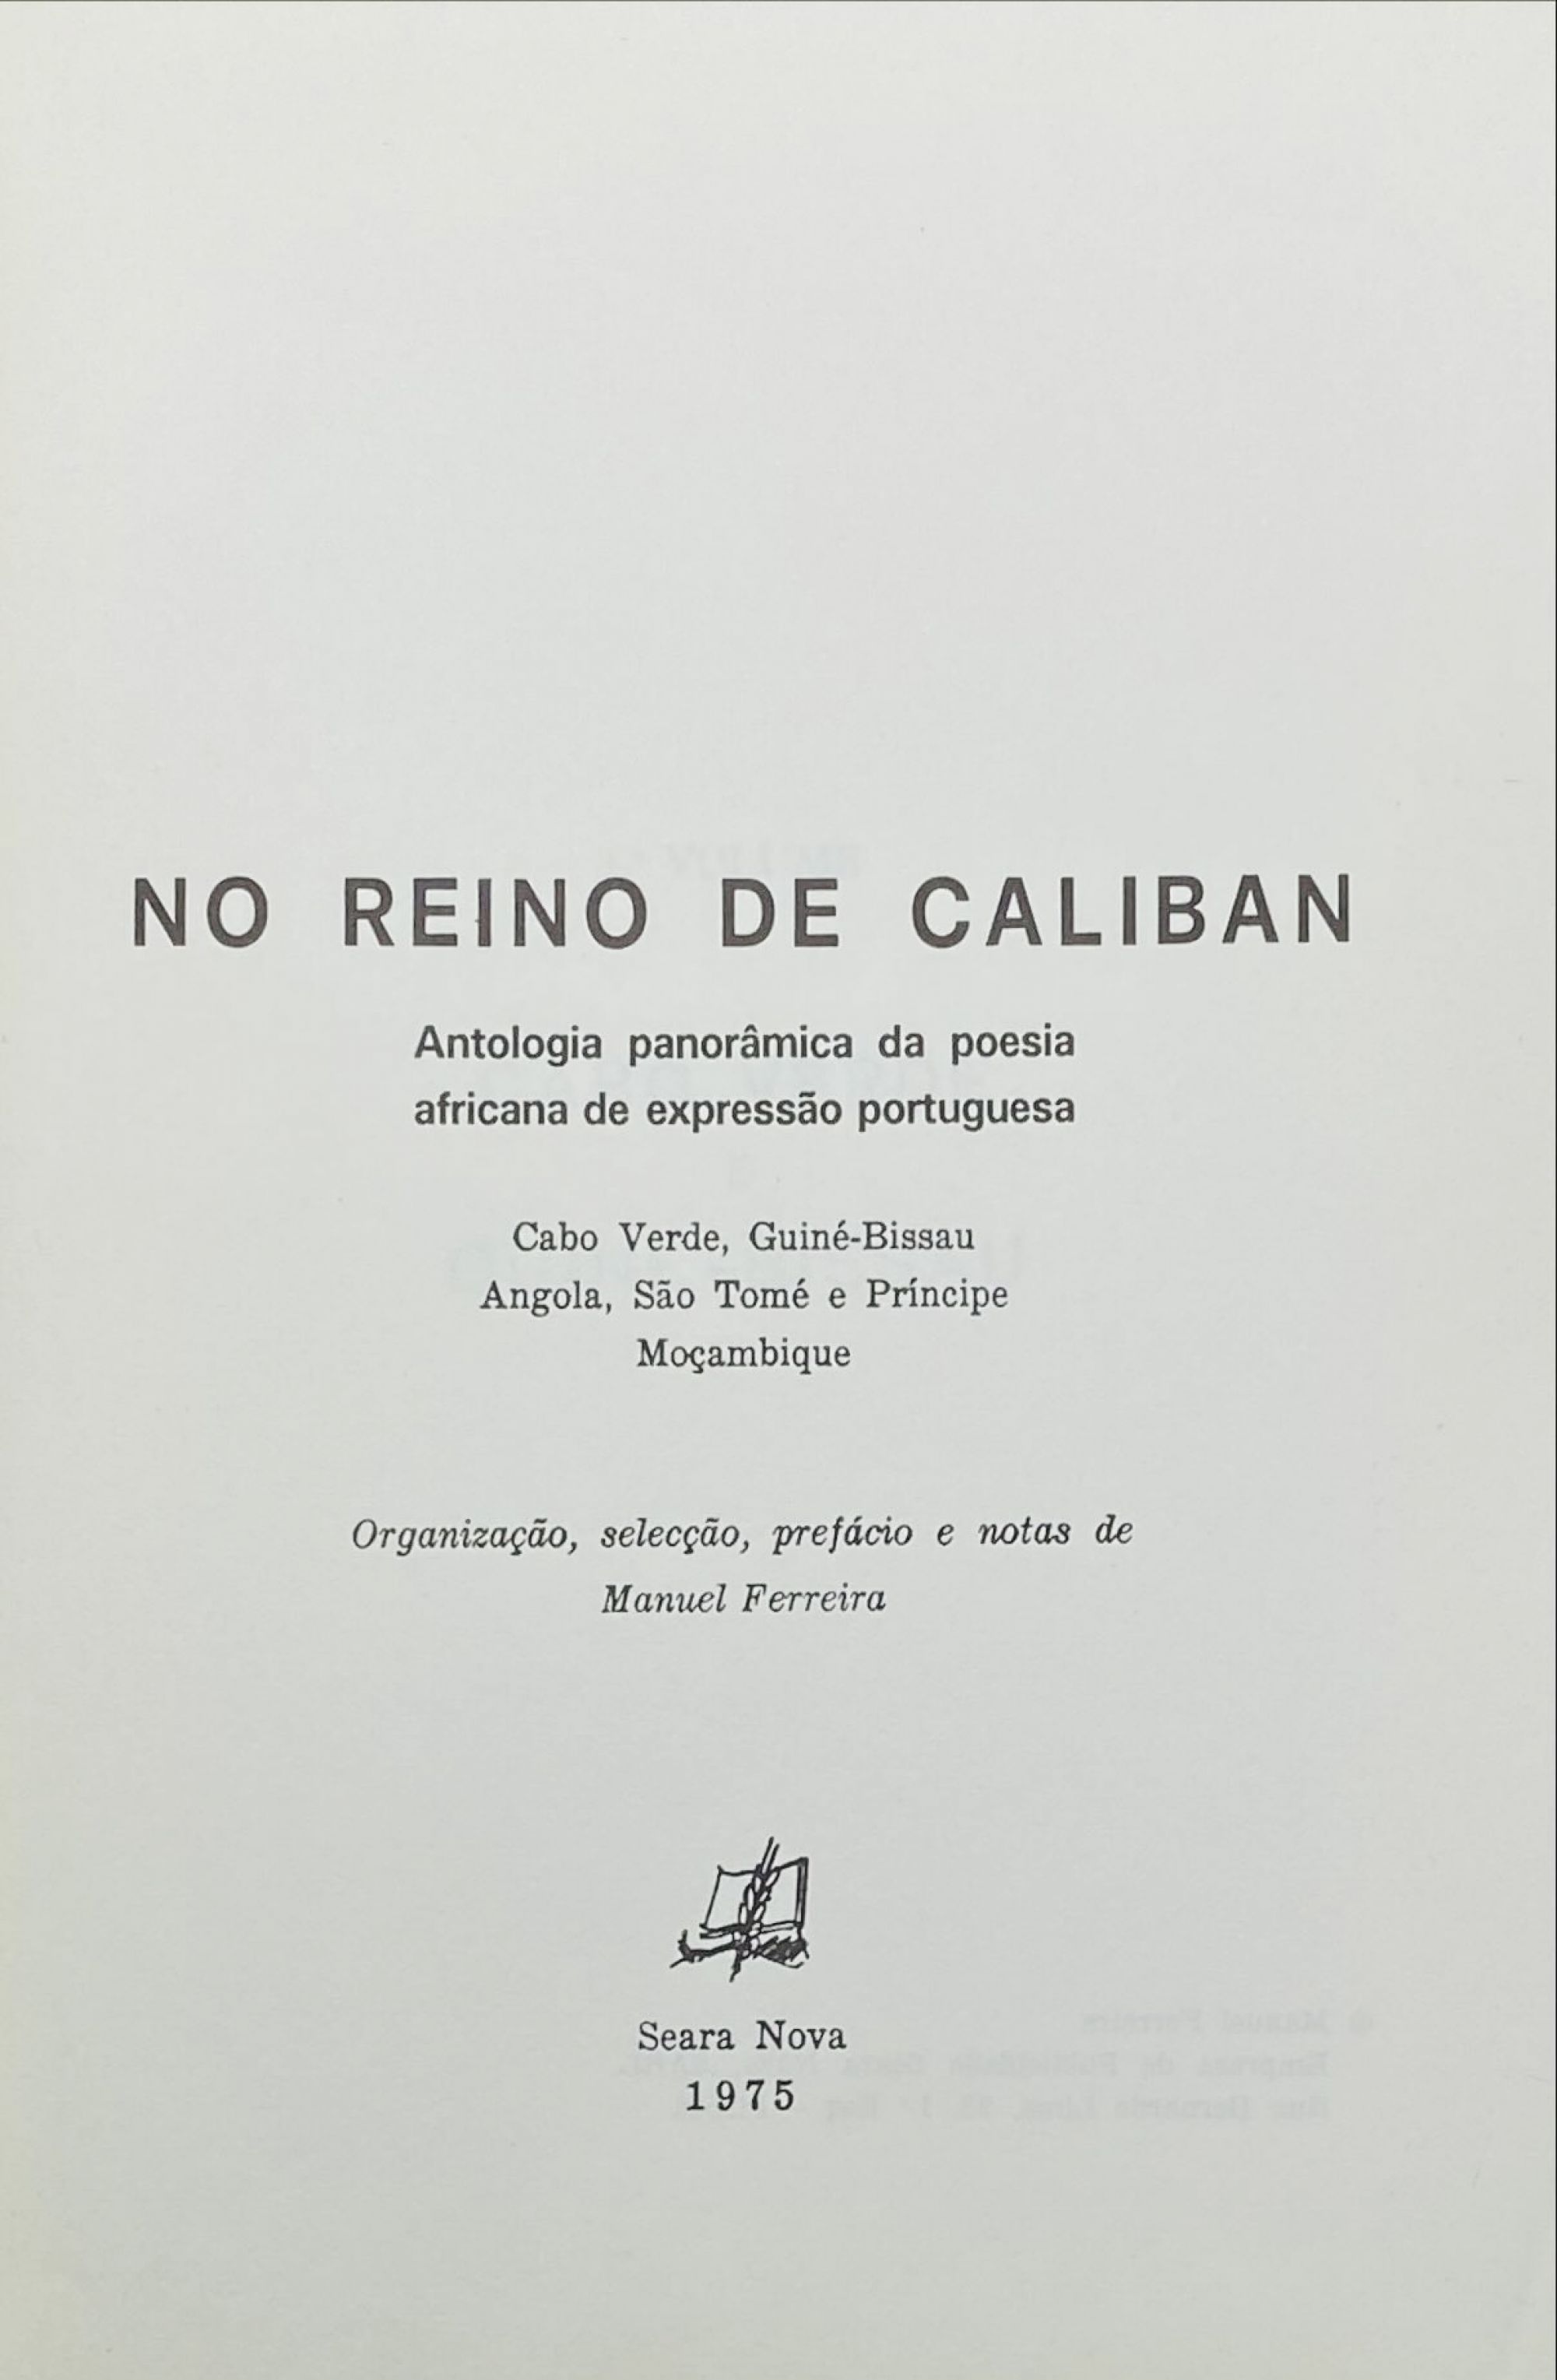 NO REINO DE CALIBAN
Antologia panorâmica da poesia
africana de expressão portuguesa
Cabo Verde, Guiné-Bissau
Angola, São Tomé e Príncipe
Moçambique
Organização, selecção, prefácio e notas de
Manuel Ferreira
Seara Nova
1975